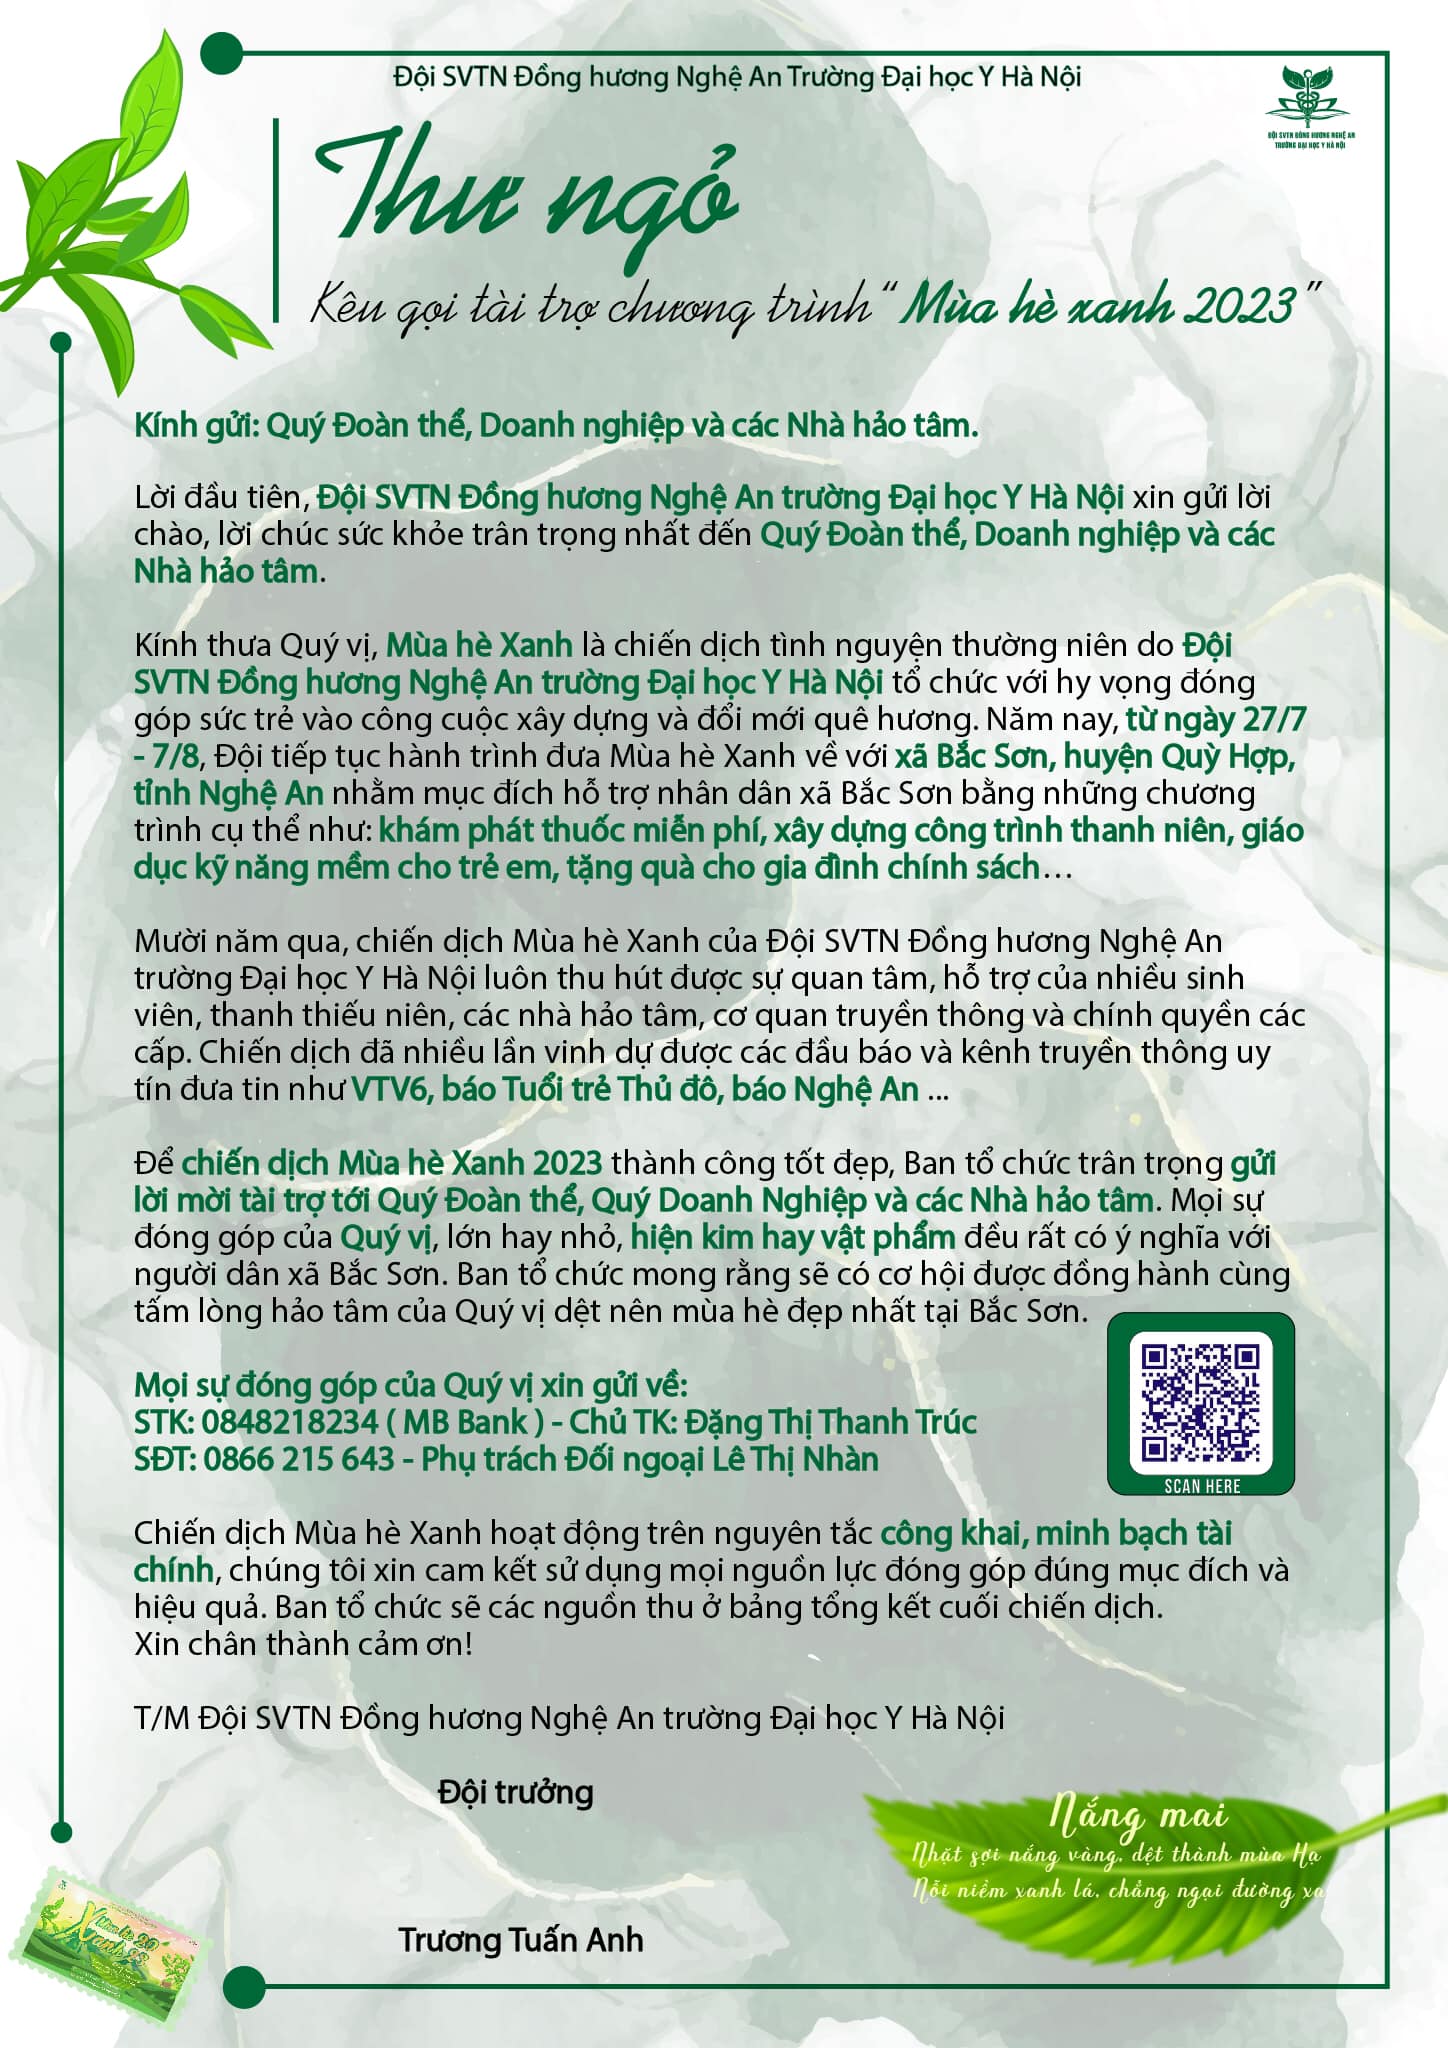 Đội SVTN Đồng hương Nghệ An Trường Đại học Y Hà Nội
ĐỘI SVTN ĐỒNG HƯƠNG NGHỆ AN
TRƯỜNG ĐẠI HỌC Y HÀ NỘI
Thư ngỏ
Kêu gọi tài trợ chương trình “Mùa hè xanh 2023”
Kính gửi: Quý Đoàn thể, Doanh nghiệp và các Nhà hảo tâm.
Lời đầu tiên, Đội SVTN Đồng hương Nghệ An trường Đại học Y Hà Nội xin gửi lời
chào, lời chúc sức khỏe trân trọng nhất đến Quý Đoàn thể, Doanh nghiệp và các
Nhà hảo tâm.
Kính thưa Quý vị, Mùa hè Xanh là chiến dịch tình nguyện thường niên do Đội
SVTN Đồng hương Nghệ An trường Đại học Y Hà Nội tổ chức với hy vọng đóng
góp sức trẻ vào công cuộc xây dựng và đổi mới quê hương. Năm nay, từ ngày 27/7
- 7/8, Đội tiếp tục hành trình đưa Mùa hè Xanh về với xã Bắc Sơn, huyện Quỳ Hợp,
tỉnh Nghệ An nhằm mục đích hỗ trợ nhân dân xã Bắc Sơn bằng những chương
trình cụ thể như: khám phát thuốc miễn phí, xây dựng công trình thanh niên, giáo
dục kỹ năng mềm cho trẻ em, tặng quà cho gia đình chính sách…
Mười năm qua, chiến dịch Mùa hè Xanh của Đội SVTN Đồng hương Nghệ An
trường Đại học Y Hà Nội luôn thu hút được sự quan tâm, hỗ trợ của nhiều sinh
viên, thanh thiếu niên, các nhà hảo tâm, cơ quan truyền thông và chính quyền các
cấp. Chiến dịch đã nhiều lần vinh dự được các đầu báo và kênh truyền thông uy
tín đưa tin như VTV6, báo Tuổi trẻ Thủ đô, báo Nghệ An ...
Để chiến dịch Mùa hè Xanh 2023 thành công tốt đẹp, Ban tổ chức trân trọng gửi
lời mời tài trợ tới Quý Đoàn thể, Quý Doanh Nghiệp và các Nhà hảo tâm. Mọi sự
đóng góp của Quý vị, lớn hay nhỏ, hiện kim hay vật phẩm đều rất có ý nghĩa với
người dân xã Bắc Sơn. Ban tổ chức mong rằng sẽ có cơ hội được đồng hành cùng
tấm lòng hảo tâm của Quý vị dệt nên mùa hè đẹp nhất tại Bắc Sơn.
Mọi sự đóng góp của Quý vị xin gửi về:
STK: 0848218234 ( MB Bank ) - Chủ TK: Đặng Thị Thanh Trúc
SĐT: 0866 215 643 - Phụ trách Đối ngoại Lê Thị Nhàn
SCAN HERE
Chiến dịch Mùa hè Xanh hoạt động trên nguyên tắc công khai, minh bạch tài
chính, chúng tôi xin cam kết sử dụng mọi nguồn lực đóng góp đúng mục đích và
hiệu quả. Ban tổ chức sẽ các nguồn thu ở bảng tổng kết cuối chiến dịch.
Xin chân thành cảm ơn!
T/M Đội SVTN Đồng hương Nghệ An trường Đại học Y Hà Nội
Đội trưởng
Trương Tuấn Anh
Nắng mai
Nhặt sợi nắng vàng, dệt thành mùa Hạ
Nỗi niềm xanh lá, chẳng ngại đường xa
Mùa hè 20
Xanh 23